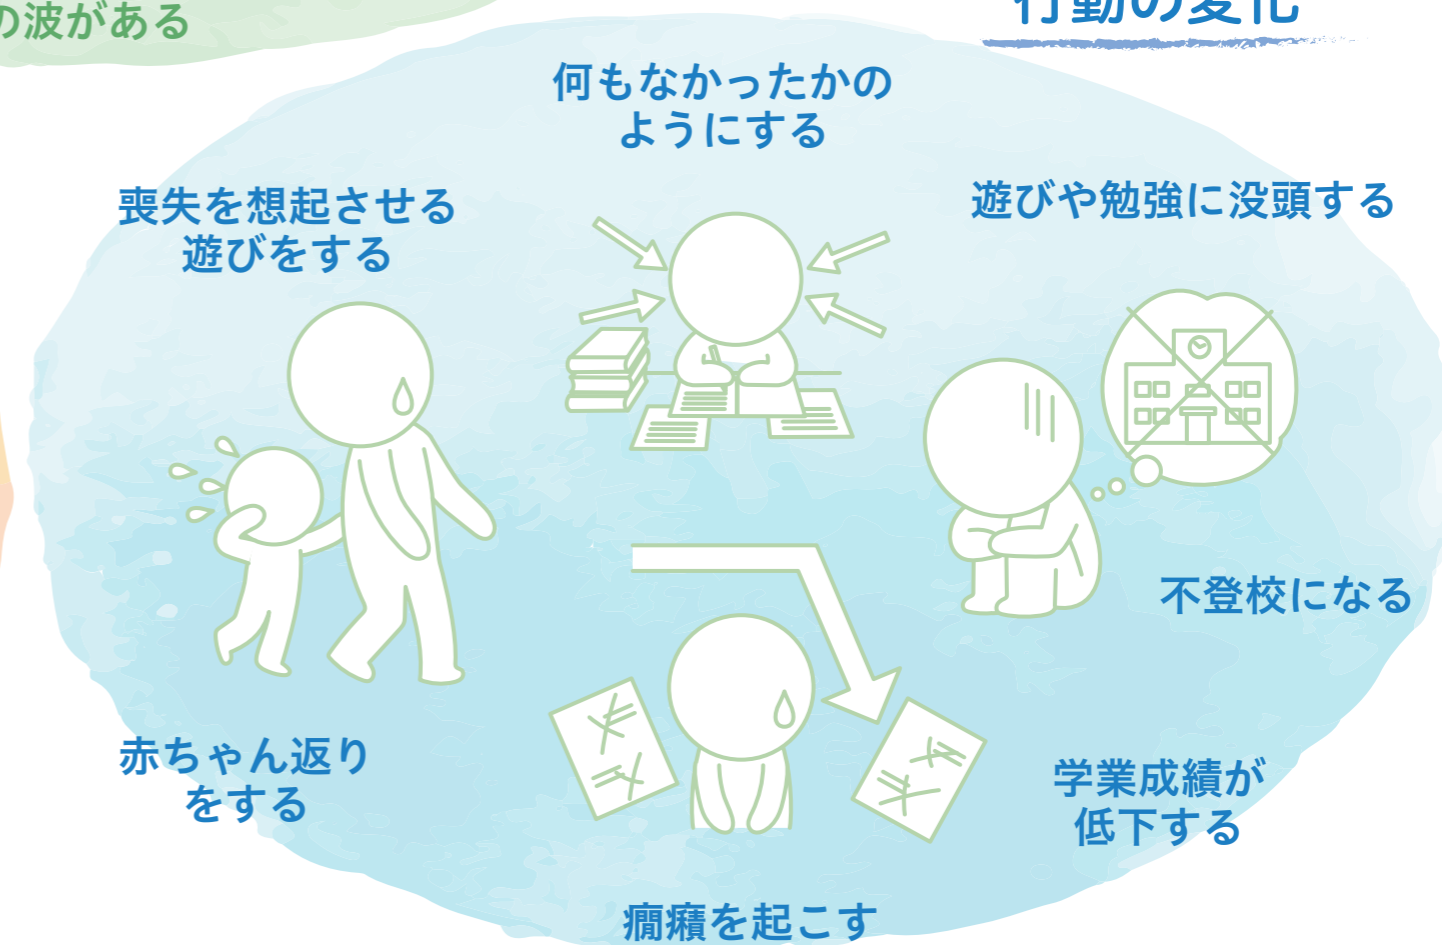 の波がある
行動の変化
何もなかったかの
ようにする
喪失を想起させる
遊びをする
遊びや勉強に没頭する
不登校になる
赤ちゃん返り
をする
学業成績が
低下する
癇癪を起こす